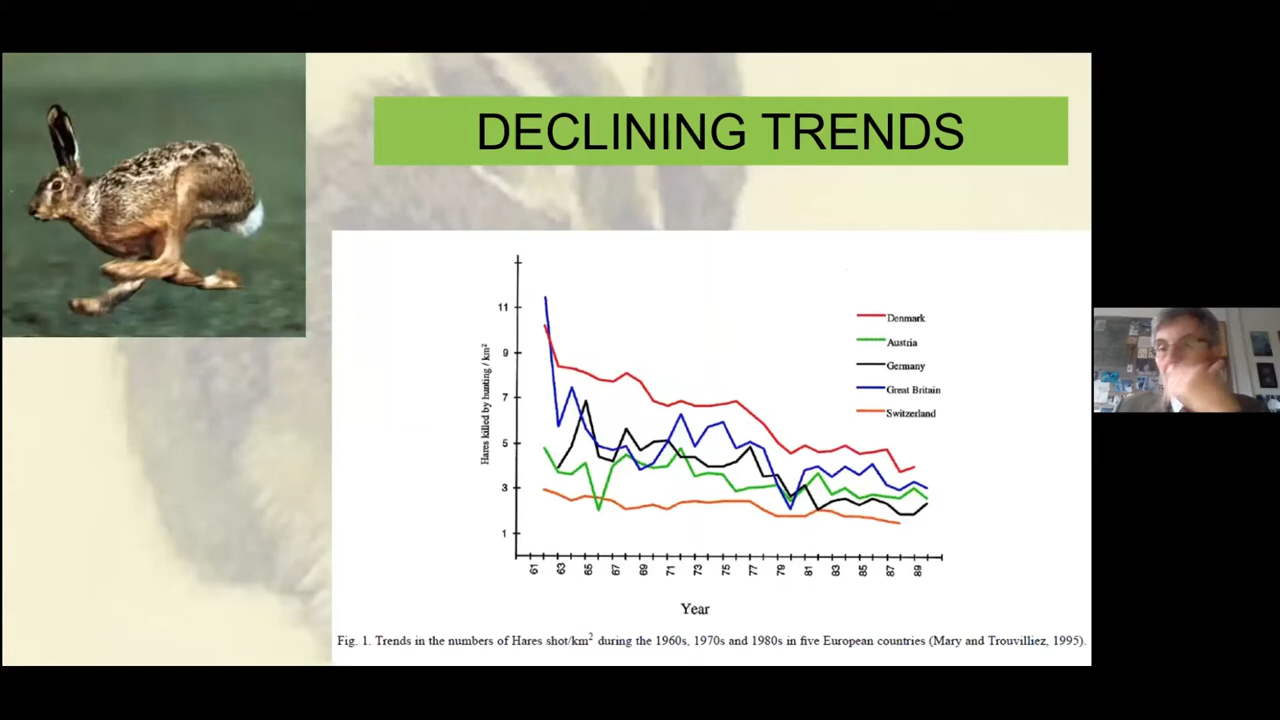 DECLINING TRENDS
Hares killed by hunting / km²
11
9
7
5
3
1
Denmark
Austria
Germany
Great Britain
Switzerland
61 63 65 67 69 71 73 75 77 79 81 83 85 87 89
Year
Fig. 1. Trends in the numbers of Hares shot/km² during the 1960s, 1970s and 1980s in five European countries (Mary and Trouvilliez, 1995).